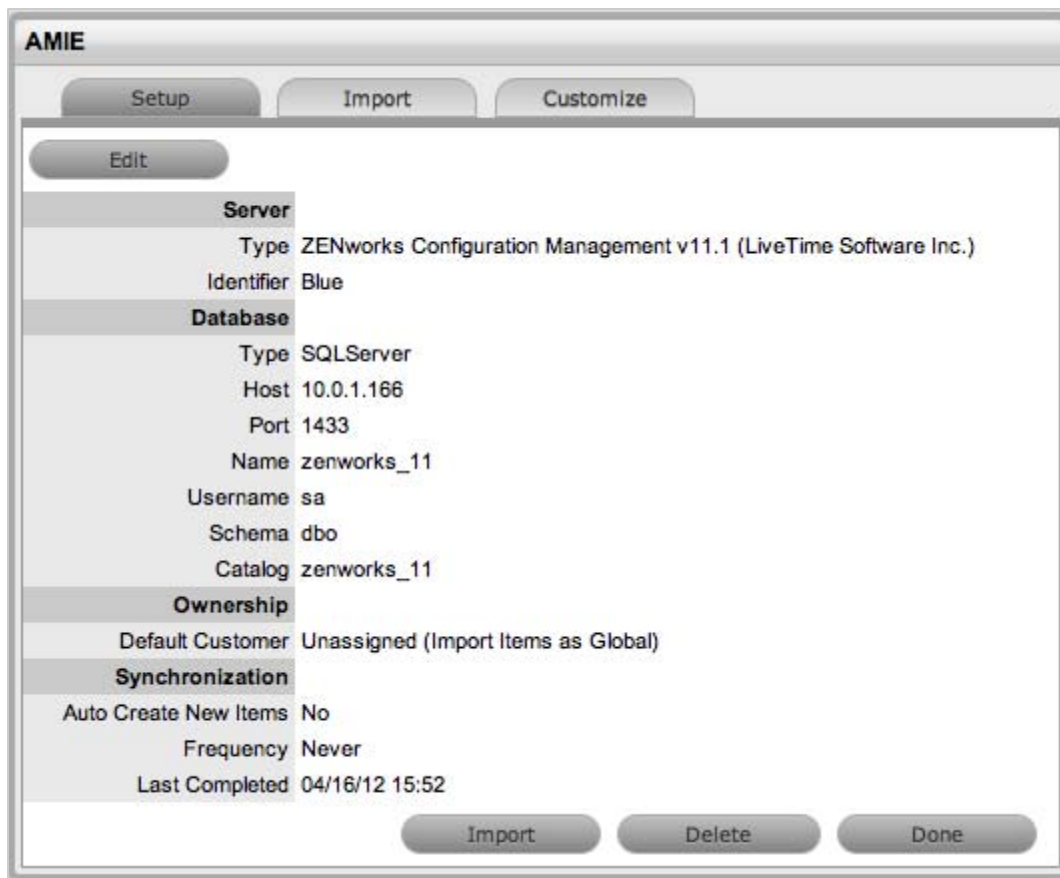 AMIE
Setup Import Customize
Edit
Server
Type ZENworks Configuration Management v11.1 (LiveTime Software Inc.)
Identifier Blue
Database
Type SQLServer
Host 10.0.1.166
Port 1433
Name zenworks_11
Username sa
Schema dbo
Catalog zenworks_11
Ownership
Default Customer Unassigned (Import Items as Global)
Synchronization
Auto Create New Items No
Frequency Never
Last Completed 04/16/12 15:52
Import Delete Done